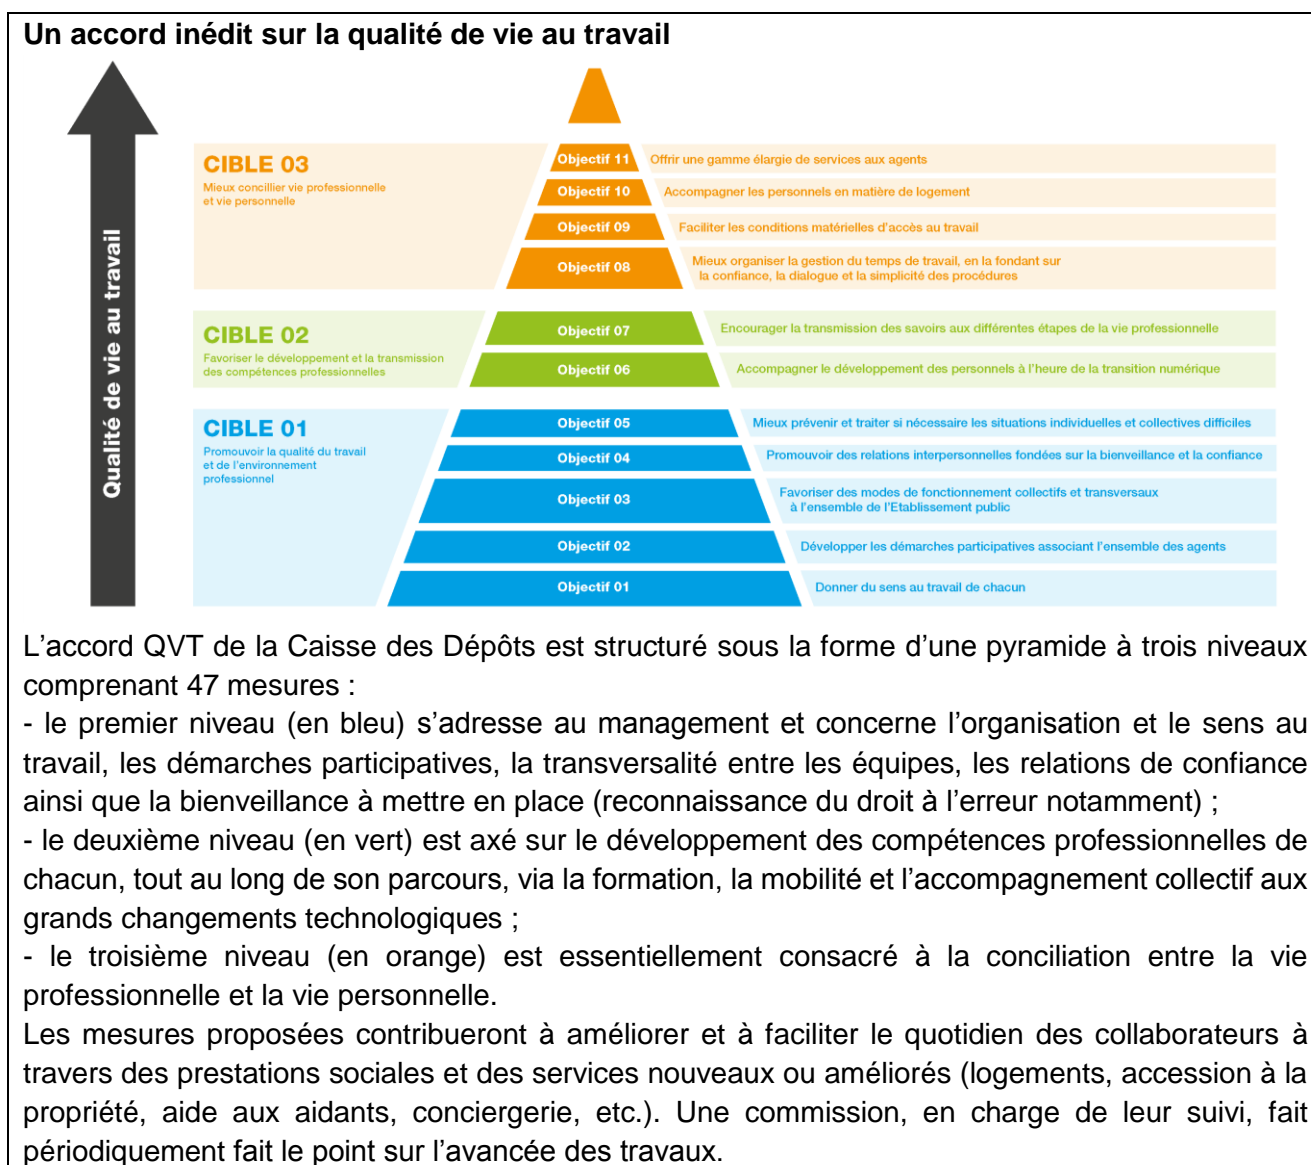 Un accord inédit sur la qualité de vie au travail
Qualité de vie au travail
CIBLE 03
Mieux concillier vie professionnelle
et vie personnelle
Objectif 11
Offrir une gamme élargie de services aux agents
Objectif 10
Accompagner les personnels en matière de logement
Objectif 09
Faciliter les conditions matérielles d'accès au travail
Objectif 08
Mieux organiser la gestion du temps de travail, en la fondant sur
la confiance, la dialogue et la simplicité des procédures
CIBLE 02
Favoriser le développement et la transmission
des compétences professionnelles
Objectif 07
Encourager la transmission des savoirs aux différentes étapes de la vie professionnelle
Objectif 06
Accompagner le développement des personnels à l'heure de la transition numérique
CIBLE 01
Promouvoir la qualité du travail
et de l'environnement
professionnel
Objectif 05
Mieux prévenir et traiter si nécessaire les situations individuelles et collectives difficiles
Objectif 04
Promouvoir des relations interpersonnelles fondées sur la bienveillance et la confiance
Objectif 03
Favoriser des modes de fonctionnement collectifs et transversaux
à l'ensemble de l'Etablissement public
Objectif 02
Développer les démarches participatives associant l'ensemble des agents
Objectif 01
Donner du sens au travail de chacun
L'accord QVT de la Caisse des Dépôts est structuré sous la forme d'une pyramide à trois niveaux
comprenant 47 mesures :
- le premier niveau (en bleu) s'adresse au management et concerne l'organisation et le sens au
travail, les démarches participatives, la transversalité entre les équipes, les relations de confiance
ainsi que la bienveillance à mettre en place (reconnaissance du droit à l'erreur notamment) ;
- le deuxième niveau (en vert) est axé sur le développement des compétences professionnelles de
chacun, tout au long de son parcours, via la formation, la mobilité et l'accompagnement collectif aux
grands changements technologiques ;
- le troisième niveau (en orange) est essentiellement consacré à la conciliation entre la vie
professionnelle et la vie personnelle.
Les mesures proposées contribueront à améliorer et à faciliter le quotidien des collaborateurs à
travers des prestations sociales et des services nouveaux ou améliorés (logements, accession à la
propriété, aide aux aidants, conciergerie, etc.). Une commission, en charge de leur suivi, fait
périodiquement fait le point sur l'avancée des travaux.